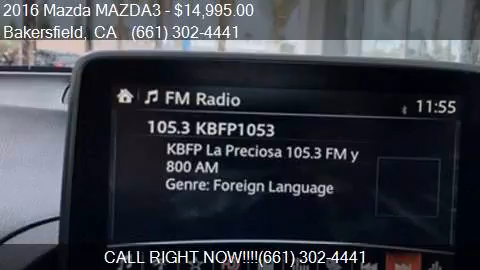 2016 Mazda MAZDA3 - $14,995.00
Bakersfield, CA (661) 302-4441
FM Radio
11:55
105.3 KBFP1053
KBFP La Preciosa 105.3 FM y
800 AM
Genre: Foreign Language
CALL RIGHT NOW!!!!(661) 302-4441